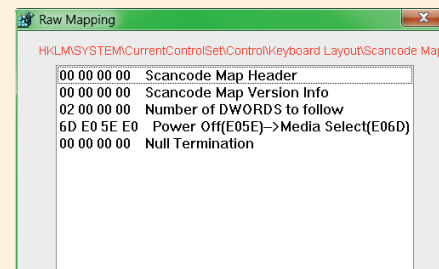 Raw Mapping
HKLM\SYSTEM\CurrentControlSet\Control\Keyboard Layout\Scancode Map
00 00 00 00 Scancode Map Header
00 00 00 00 Scancode Map Version Info
02 00 00 00 Number of DWORDS to follow
6D E0 5E E0 Power Off(E05E)-->Media Select(E06D)
00 00 00 00 Null Termination